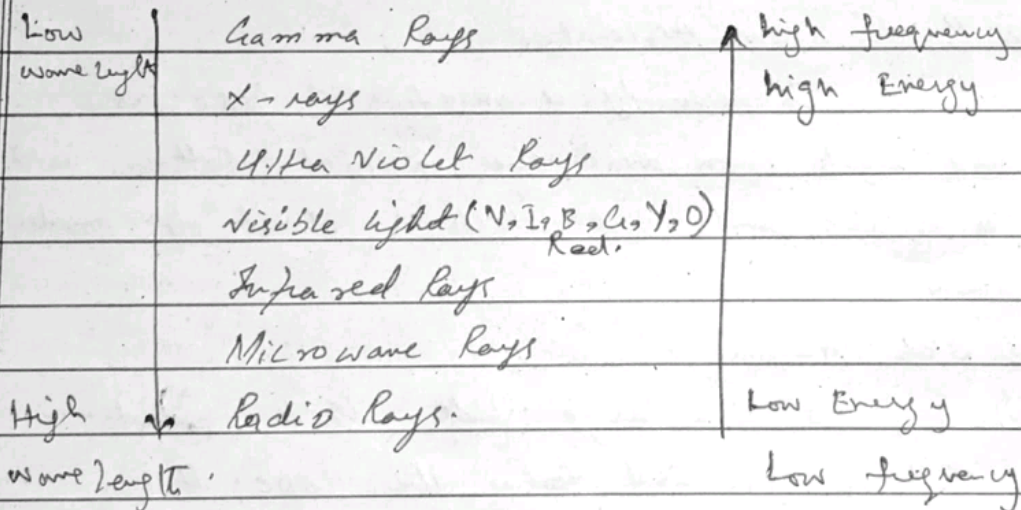 Low Gamma Rays high frequency
wave length high Energy
X-rays
Ultra Violet Rays
Visible light (V, I, B, G, Y, O)
Red.
Infrared Rays
Microwave Rays
High Radio Rays. Low Energy
wave length. Low frequency